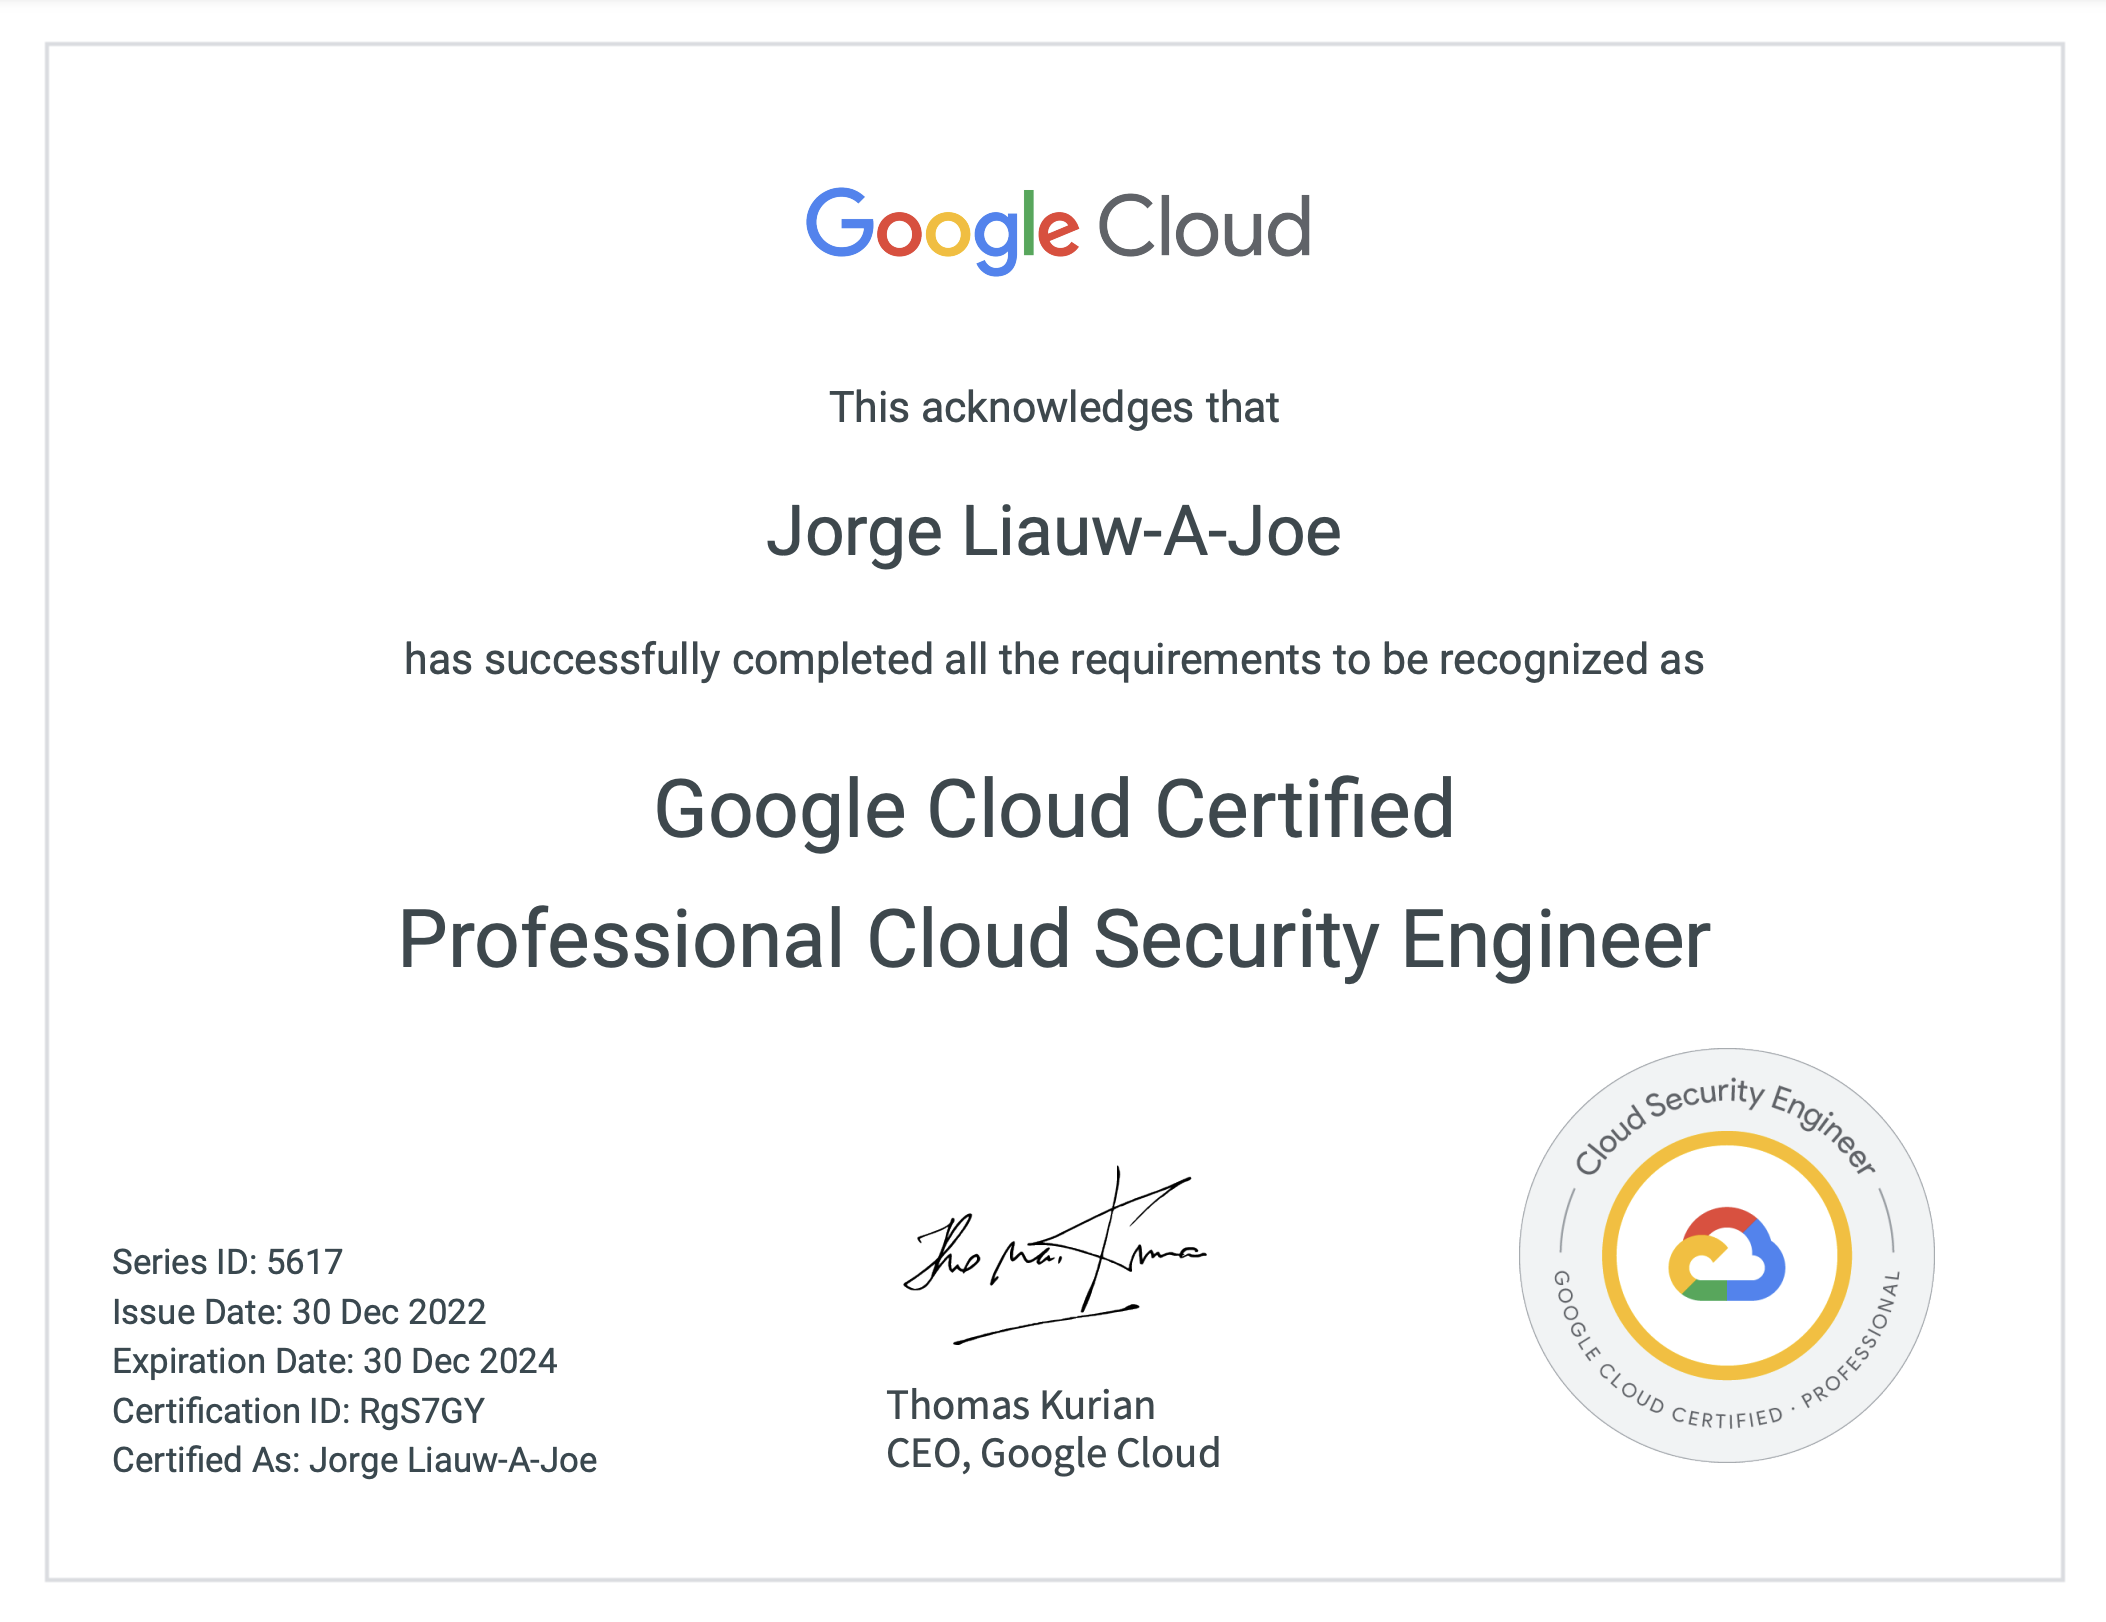 Google Cloud
This acknowledges that
Jorge Liauw-A-Joe
has successfully completed all the requirements to be recognized as
Google Cloud Certified
Professional Cloud Security Engineer
Series ID: 5617
Issue Date: 30 Dec 2022
Expiration Date: 30 Dec 2024
Certification ID: RgS7GY
Certified As: Jorge Liauw-A-Joe
Thomas Kurian
Thomas Kurian
CEO, Google Cloud
Cloud Security Engineer
GOOGLE CLOUD CERTIFIED · PROFESSIONAL